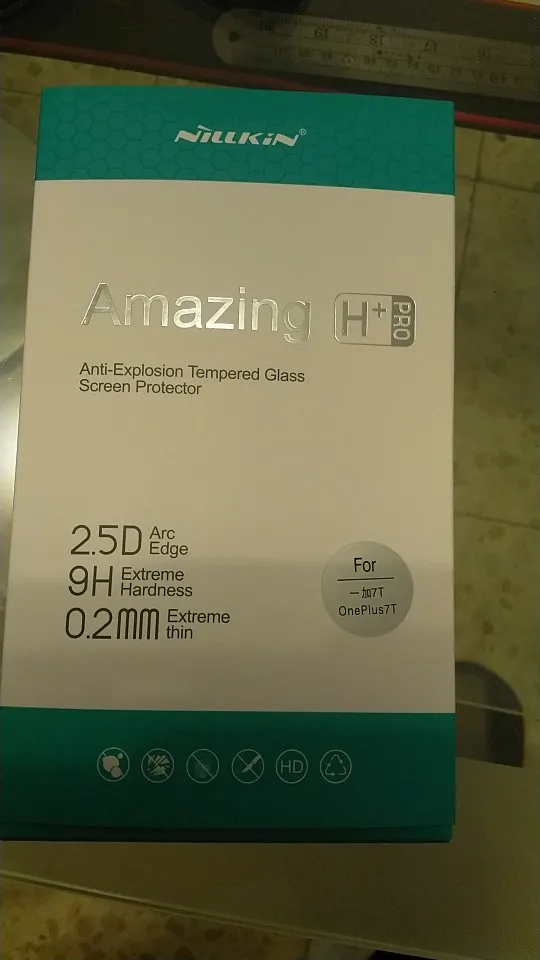 NILLKIN®
Amazing H+ PRO
Anti-Explosion Tempered Glass
Screen Protector
2.5D Arc Edge
9H Extreme Hardness
0.2mm Extreme thin
For
一加7T
OnePlus7T
HD